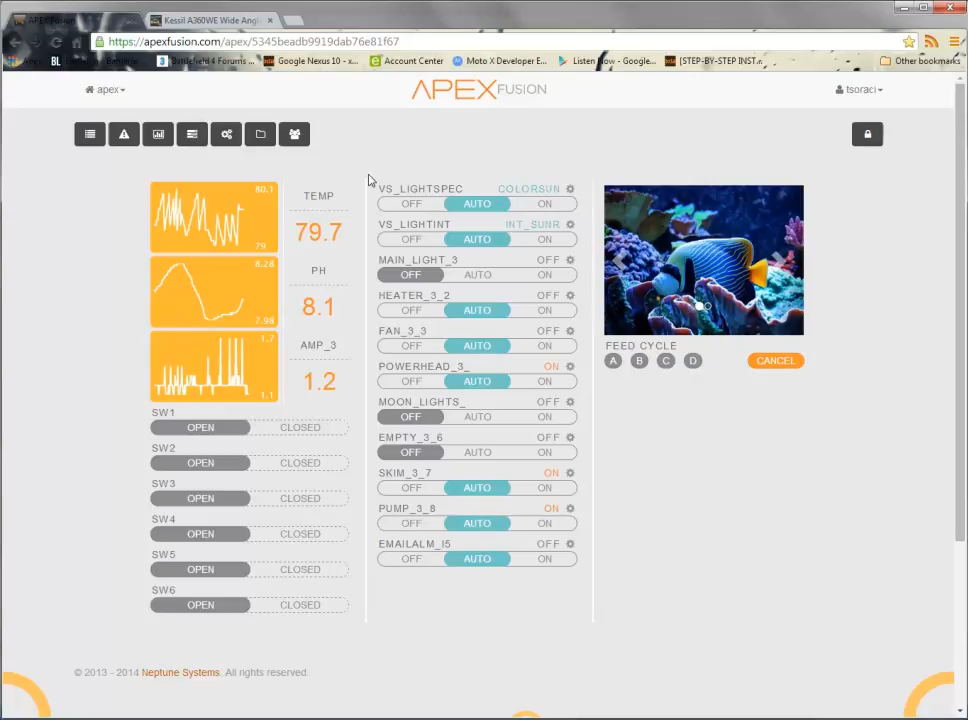 Kessil A360WE Wide Angl
https://apexfusion.com/apex/5345beadb9919dab76e81f67
BL
3 Battlefield 4 Forums ...
Google Nexus 10 - x...
Account Center
Moto X Developer E...
Listen Now - Google...
[STEP-BY-STEP INST...
Other bookmarks
apex
APEX FUSION
tsoraci
80.1
79
TEMP
79.7
8.28
7.98
PH
8.1
1.7
1.1
AMP_3
1.2
SW1
OPEN CLOSED
SW2
OPEN CLOSED
SW3
OPEN CLOSED
SW4
OPEN CLOSED
SW5
OPEN CLOSED
SW6
OPEN CLOSED
VS_LIGHTSPEC COLORSUN
OFF AUTO ON
VS_LIGHTINT INT_SUNR
OFF AUTO ON
MAIN_LIGHT_3 OFF
OFF AUTO ON
HEATER_3_2 OFF
OFF AUTO ON
FAN_3_3 OFF
OFF AUTO ON
POWERHEAD_3_ ON
OFF AUTO ON
MOON_LIGHTS_ OFF
OFF AUTO ON
EMPTY_3_6 OFF
OFF AUTO ON
SKIM_3_7 ON
OFF AUTO ON
PUMP_3_8 ON
OFF AUTO ON
EMAILALM_I5 OFF
OFF AUTO ON
FEED CYCLE
A B C D CANCEL
© 2013 - 2014 Neptune Systems. All rights reserved.